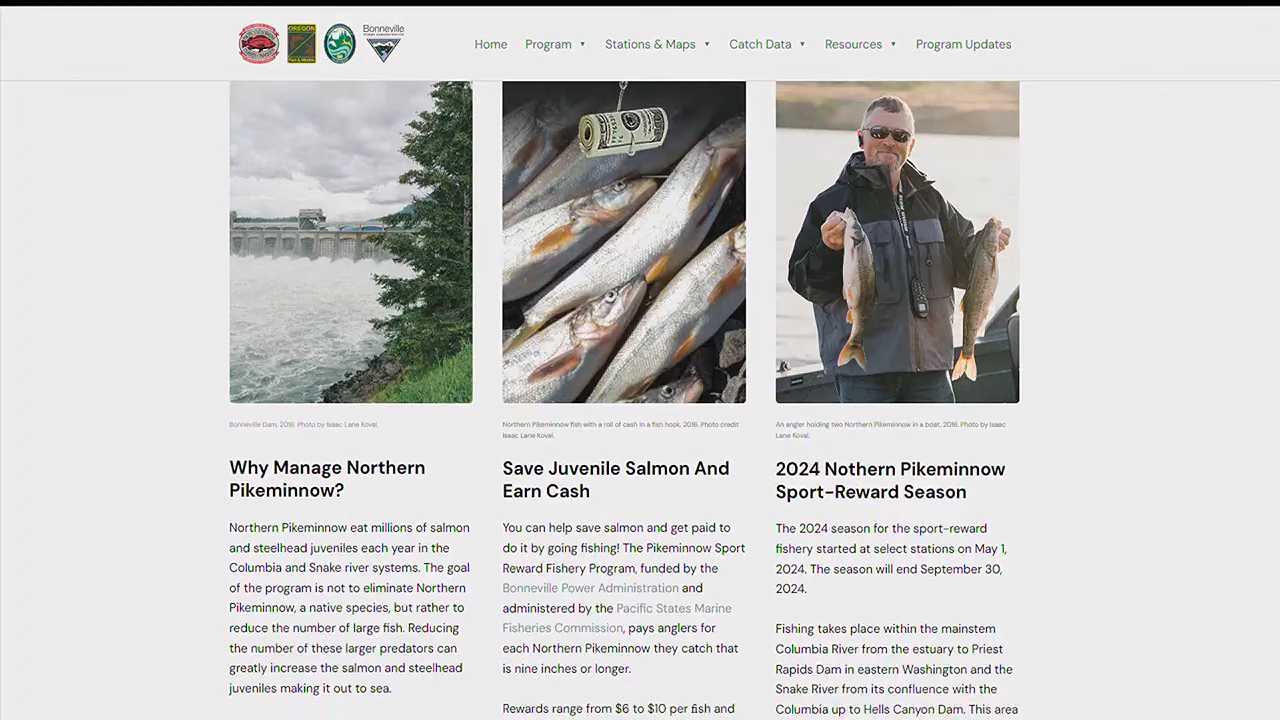 OREGON
Fish & Wildlife
Bonneville
POWER ADMINISTRATION
Home
Program
Stations & Maps
Catch Data
Resources
Program Updates
Bonneville Dam, 2016. Photo by Isaac Lane Koval.
Why Manage Northern
Pikeminnow?
Northern Pikeminnow eat millions of salmon
and steelhead juveniles each year in the
Columbia and Snake river systems. The goal
of the program is not to eliminate Northern
Pikeminnow, a native species, but rather to
reduce the number of large fish. Reducing
the number of these larger predators can
greatly increase the salmon and steelhead
juveniles making it out to sea.
Northern Pikeminnow fish with a roll of cash in a fish hook, 2016. Photo credit
Isaac Lane Koval.
Save Juvenile Salmon And
Earn Cash
You can help save salmon and get paid to
do it by going fishing! The Pikeminnow Sport
Reward Fishery Program, funded by the
Bonneville Power Administration and
administered by the Pacific States Marine
Fisheries Commission, pays anglers for
each Northern Pikeminnow they catch that
is nine inches or longer.
Rewards range from $6 to $10 per fish and
An angler holding two Northern Pikeminnow in a boat, 2016. Photo by Isaac
Lane Koval.
2024 Nothern Pikeminnow
Sport-Reward Season
The 2024 season for the sport-reward
fishery started at select stations on May 1,
2024. The season will end September 30,
2024.
Fishing takes place within the mainstem
Columbia River from the estuary to Priest
Rapids Dam in eastern Washington and the
Snake River from its confluence with the
Columbia up to Hells Canyon Dam. This area